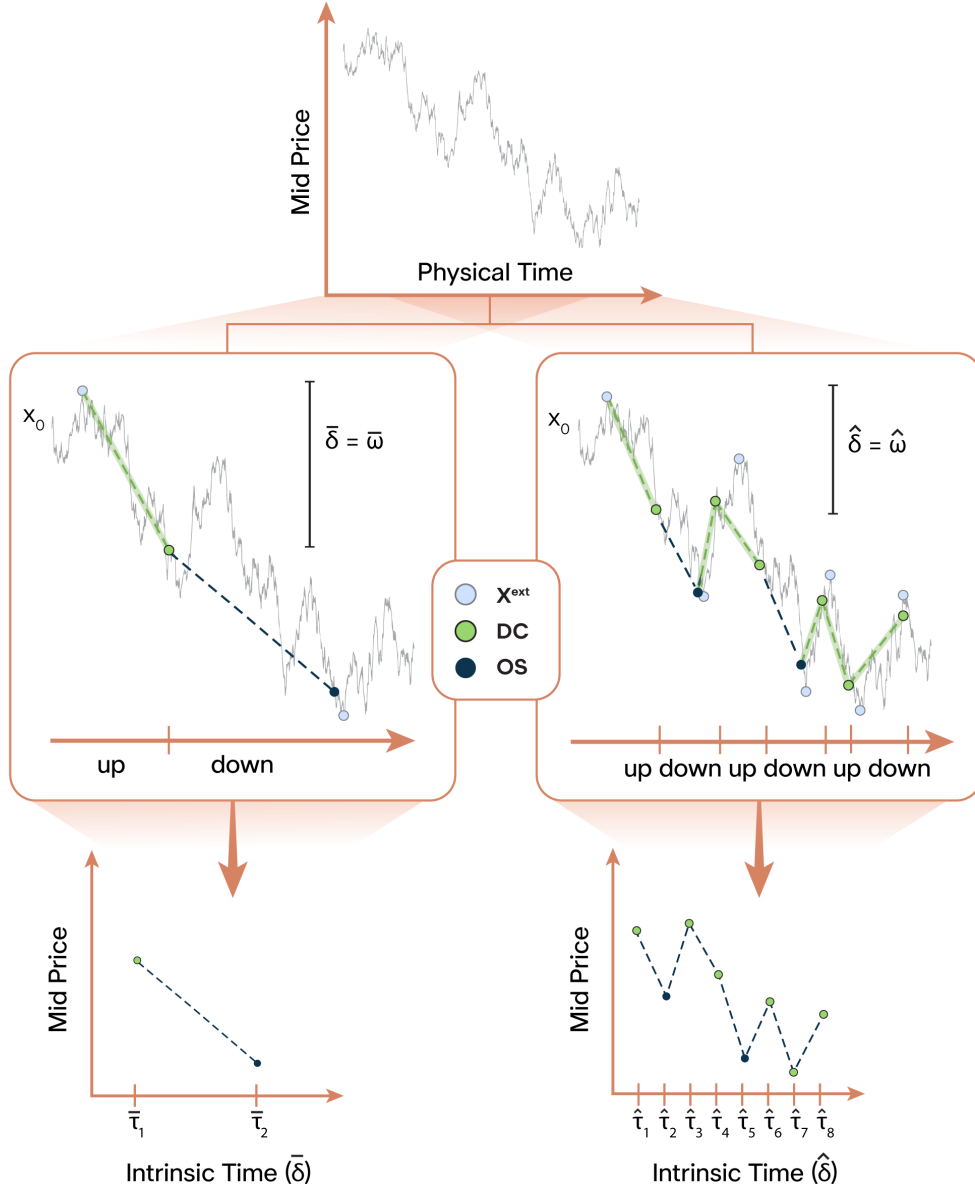 Mid Price
Physical Time
x₀
δ̄ = ω̄
x₀
δ̂ = ω̂
Xᵉˣᵗ
DC
OS
up down
up down up down up down
Mid Price
τ̄₁ τ̄₂
Intrinsic Time (δ̄)
Mid Price
τ̂₁ τ̂₂ τ̂₃ τ̂₄ τ̂₅ τ̂₆ τ̂₇ τ̂₈
Intrinsic Time (δ̂)